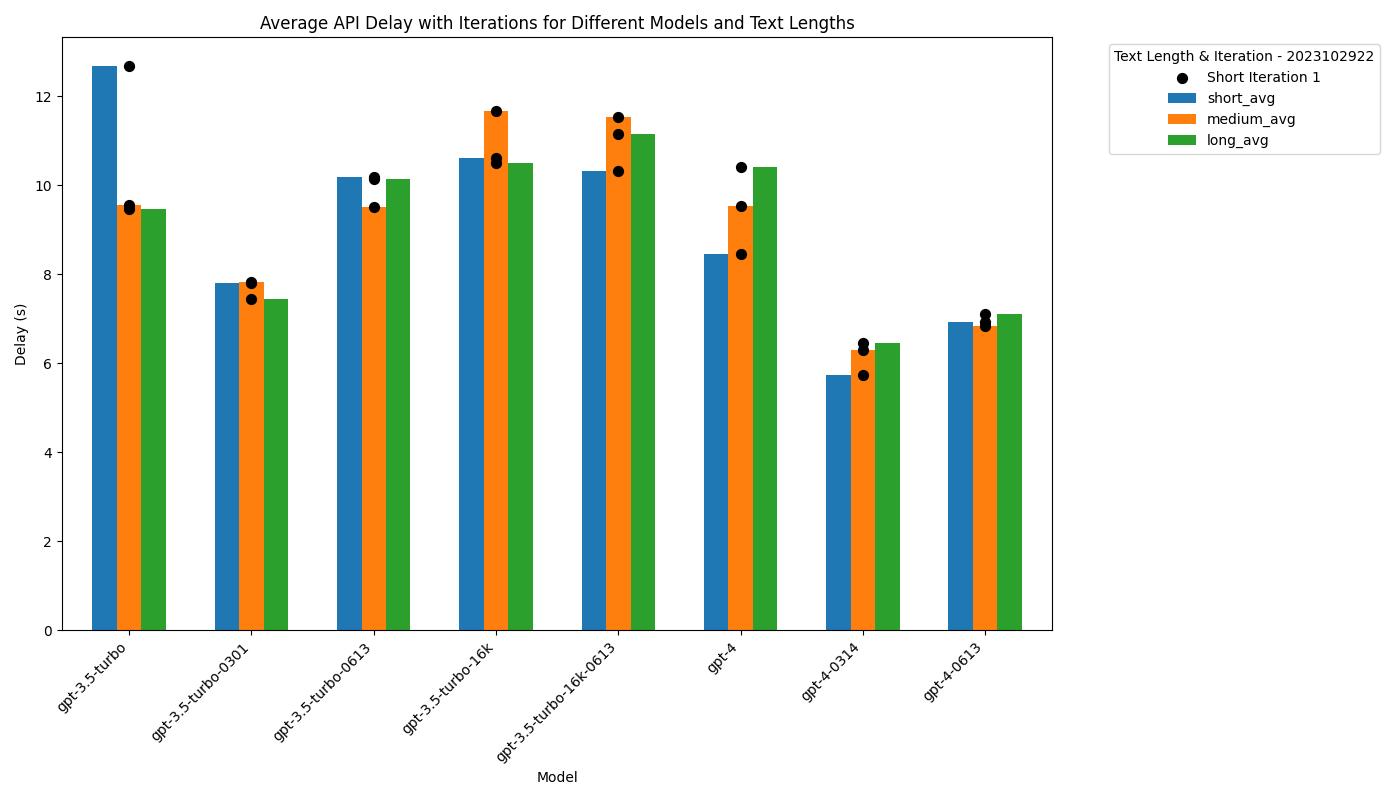 Average API Delay with Iterations for Different Models and Text Lengths
Text Length & Iteration - 2023102922
Short Iteration 1
short_avg
medium_avg
long_avg
Delay (s)
12
10
8
6
4
2
0
gpt-3.5-turbo
gpt-3.5-turbo-0301
gpt-3.5-turbo-0613
gpt-3.5-turbo-16k
gpt-3.5-turbo-16k-0613
gpt-4
gpt-4-0314
gpt-4-0613
Model